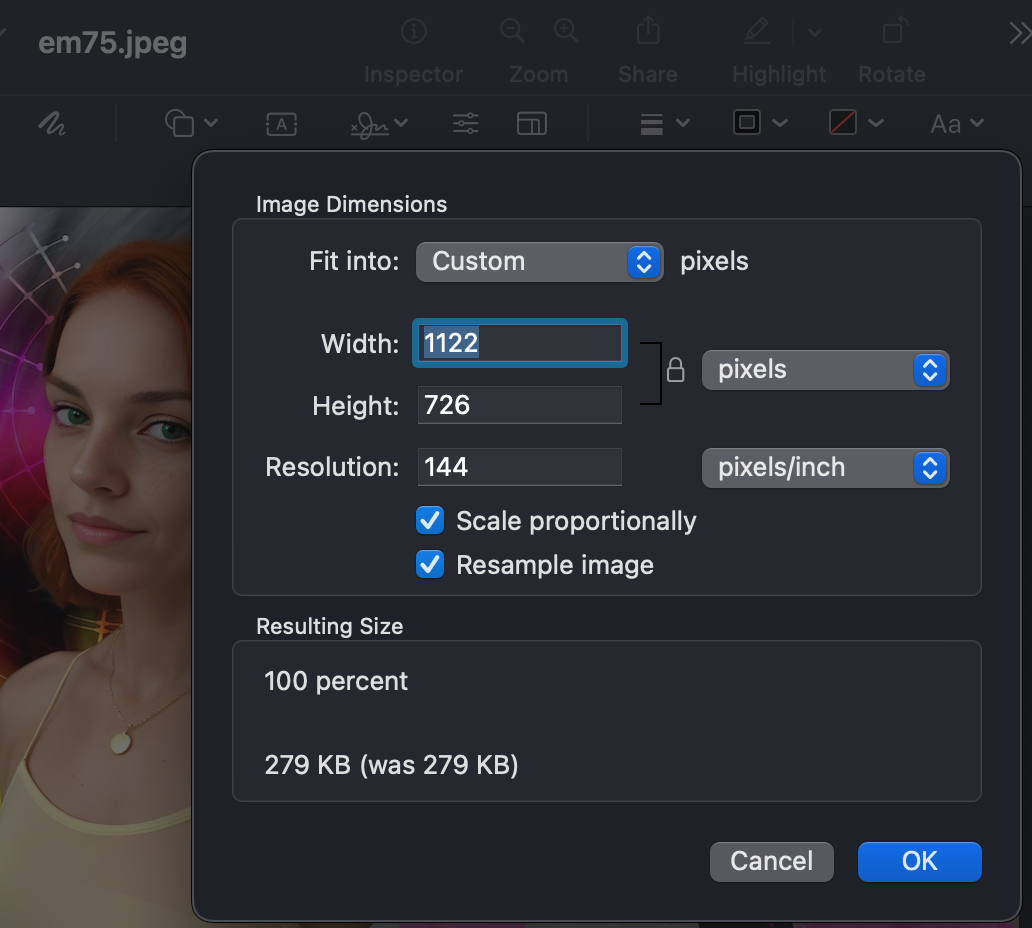 em75.jpeg
Inspector
Zoom
Share
Highlight
Rotate
A
Aa
Image Dimensions
Fit into: Custom pixels
Width: 1122
pixels
Height: 726
Resolution: 144 pixels/inch
Scale proportionally
Resample image
Resulting Size
100 percent
279 KB (was 279 KB)
Cancel OK